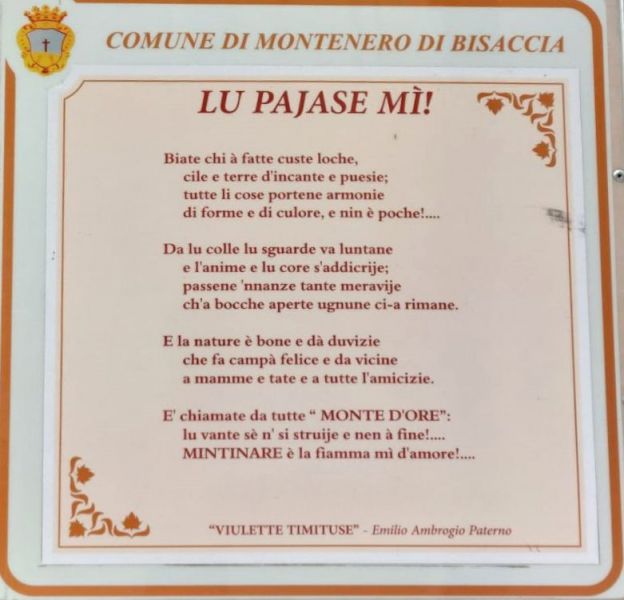 COMUNE DI MONTENERO DI BISACCIA
LU PAJASE MÌ!
Biate chi à fatte custe loche,
cile e terre d'incante e puesie;
tutte li cose portene armonie
di forme e di culore, e nin è poche!....
Da lu colle lu sguarde va luntane
e l'anime e lu core s'addicrije;
passene 'nnanze tante meravije
ch'a bocche aperte ugnune ci-a rimane.
E la nature è bone e dà duvizie
che fa campà felice e da vicine
a mamme e tate e a tutte l'amicizie.
E' chiamate da tutte “ MONTE D'ORE”:
lu vante sè n' si struije e nen à fine!....
MINTINARE è la fiamma mì d'amore!....
“VIULETTE TIMITUSE” - Emilio Ambrogio Paterno